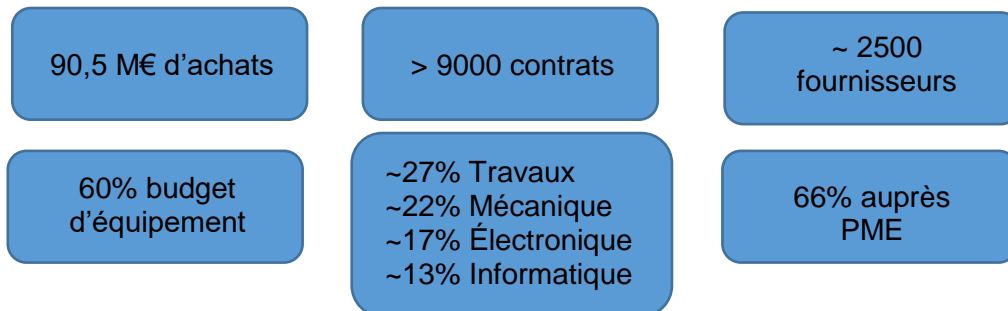 90,5 M€ d’achats
> 9000 contrats
~ 2500
fournisseurs
60% budget
d’équipement
~27% Travaux
~22% Mécanique
~17% Électronique
~13% Informatique
66% auprès
PME